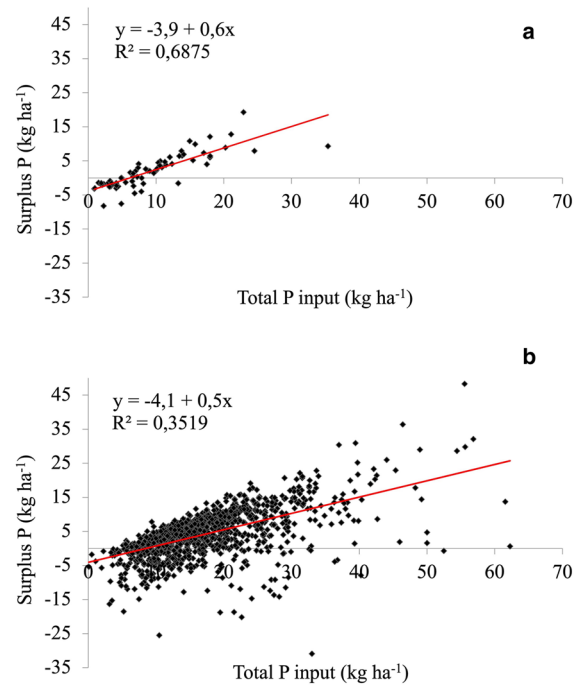 a
y = -3,9 + 0,6x
R² = 0,6875
Surplus P (kg ha⁻¹)
45
35
25
15
5
-5
-15
-25
-35
0 10 20 30 40 50 60 70
Total P input (kg ha⁻¹)
b
y = -4,1 + 0,5x
R² = 0,3519
Surplus P (kg ha⁻¹)
45
35
25
15
5
-5
-15
-25
-35
0 10 20 30 40 50 60 70
Total P input (kg ha⁻¹)